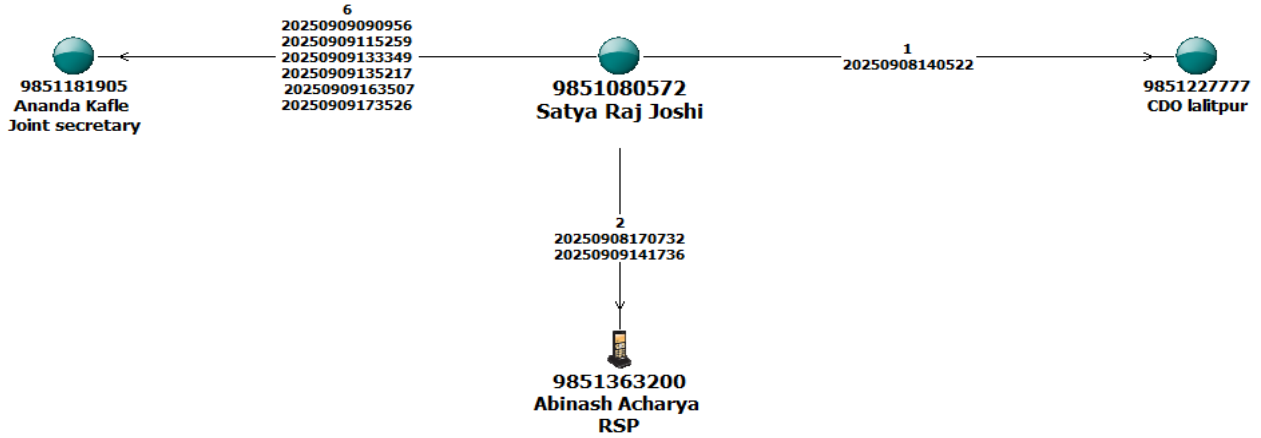 6
20250909090956
20250909115259
20250909133349
20250909135217
20250909163507
20250909173526
9851181905
Ananda Kafle
Joint secretary
9851080572
Satya Raj Joshi
1
20250908140522
9851227777
CDO lalitpur
2
20250908170732
20250909141736
9851363200
Abinash Acharya
RSP